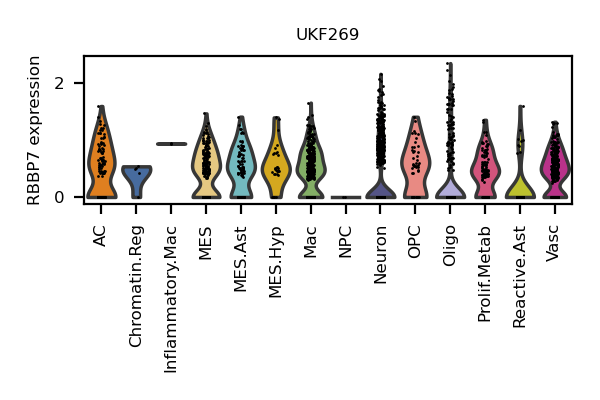 UKF269
RBBP7 expression
2
0
AC
Chromatin.Reg
Inflammatory.Mac
MES
MES.Ast
MES.Hyp
Mac
NPC
Neuron
OPC
Oligo
Prolif.Metab
Reactive.Ast
Vasc